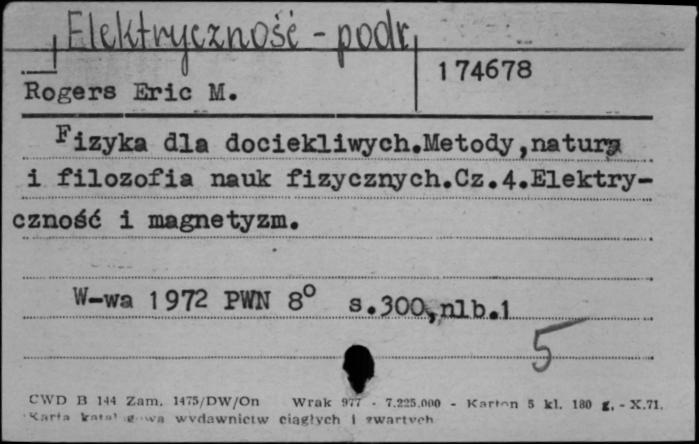 Elektryczność - podr.
174678
Rogers Eric M.
Fizyka dla dociekliwych.Metody,natura
i filozofia nauk fizycznych.Cz.4.Elektry-
czność i magnetyzm.
W-wa 1972 PWN 8° s.300,nlb.1
5
CWD B 144 Zam. 1475/DW/On Wrak 977 - 7.225.000 - Karton 5 kl. 180 g. - X.71.
Karta katalogowa wydawnictw ciągłych i zwartych